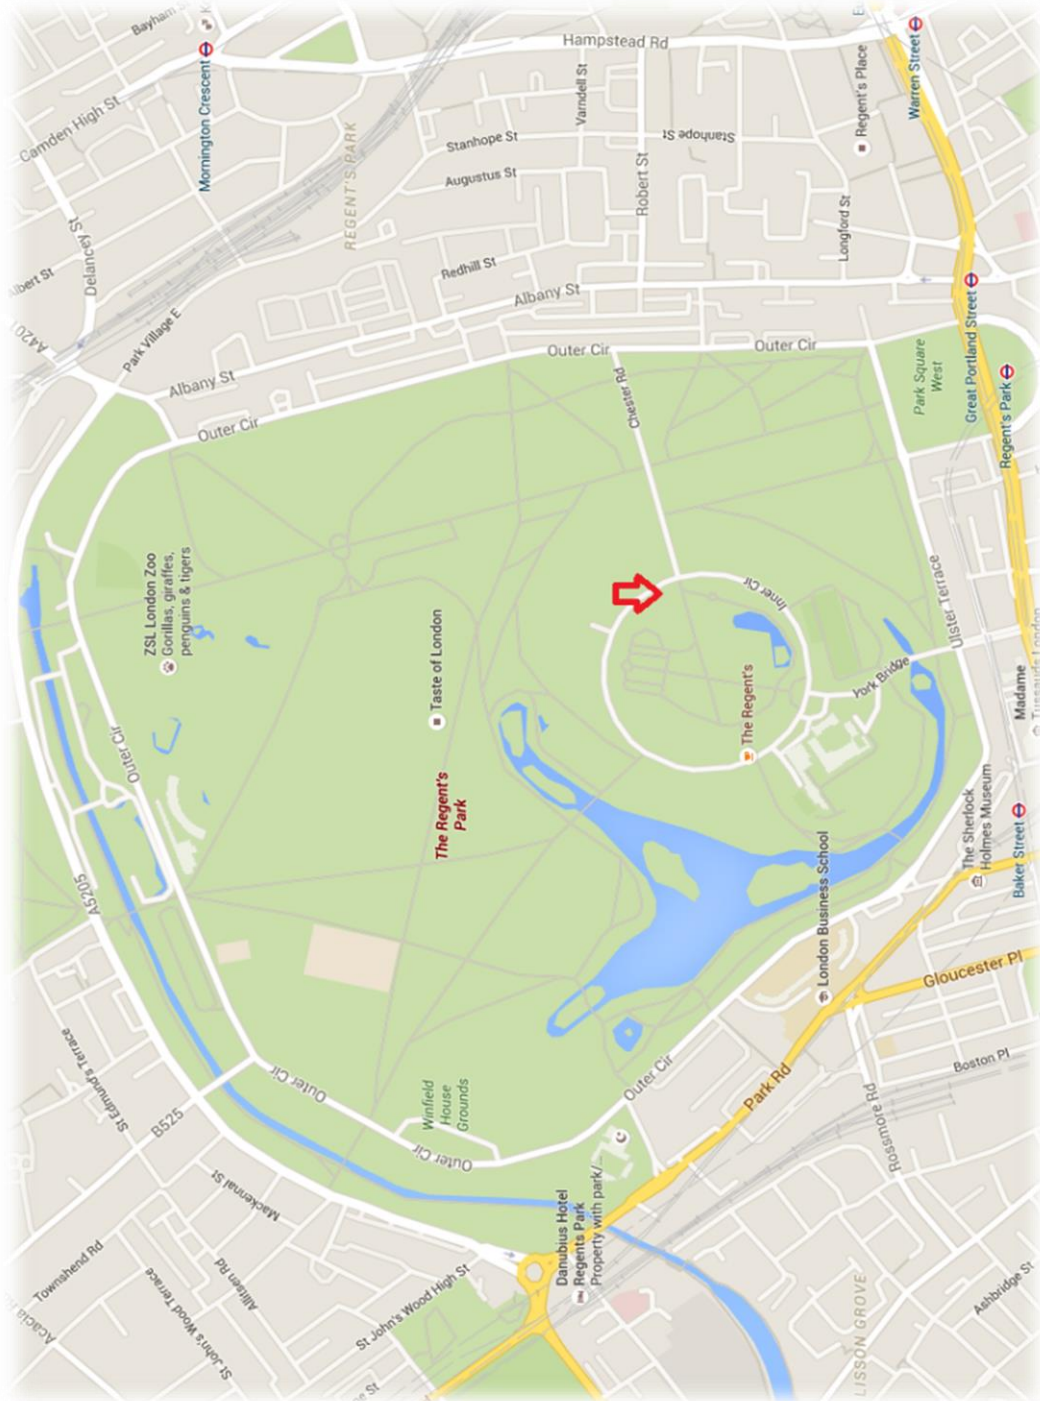 Bayham St
Mornington Crescent
Camden High St
Hampstead Rd
Warren Street
Regent's Place
Varndell St
Stanhope St
Stanhope St
Augustus St
REGENT'S PARK
Robert St
Longford St
Delancey St
Albert St
Redhill St
Albany St
Great Portland Street
Park Village E
Outer Cir
Outer Cir
Park Square
West
Regent's Park
Albany St
Chester Rd
Outer Cir
ZSL London Zoo
Gorillas, giraffes,
penguins & tigers
Inner Cir
Ulster Terrace
Taste of London
York Bridge
Madame
Tussauds London
The Regent's
Outer Cir
The Regent's
Park
The Sherlock
Holmes Museum
Baker Street
London Business School
A5205
Gloucester Pl
St Edmund's Terrace
Boston Pl
Outer Cir
Outer Cir
Park Rd
Winfield
House
Grounds
Rossmore Rd
B525
Outer Cir
Mackennal St
Danubius Hotel
Regents Park
Property with park/
Townshend Rd
Allitsen Rd
St John's Wood Terrace
St John's Wood High St
Ashbridge St
LISSON GROVE